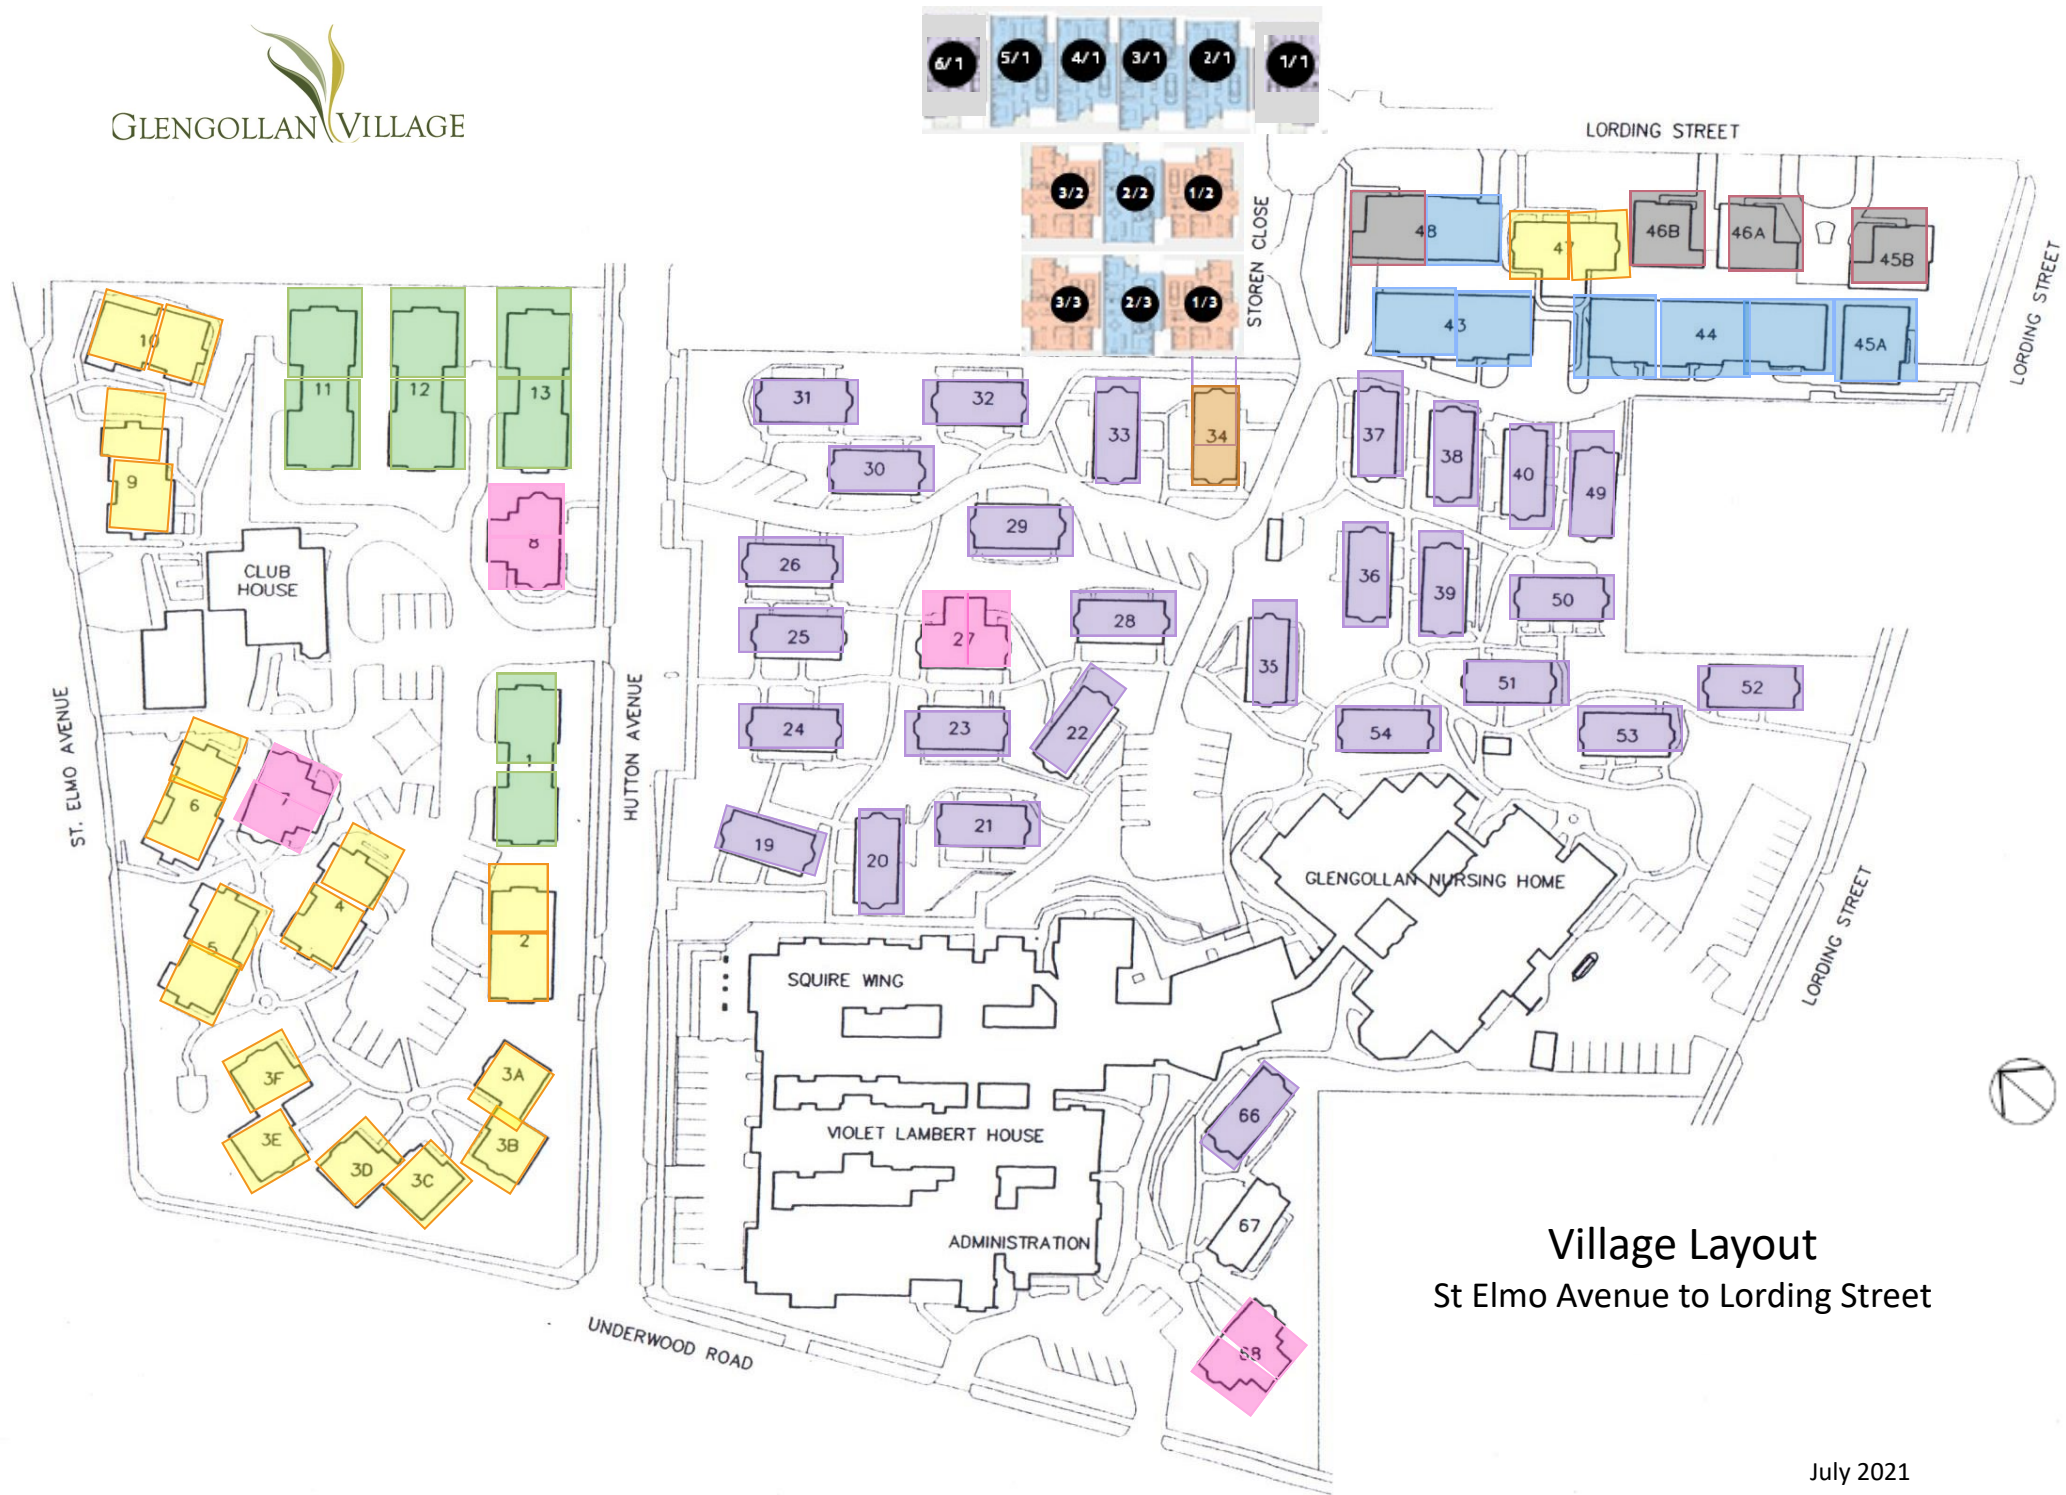 GLENGOLLAN VILLAGE
6/1
5/1
4/1
3/1
2/1
1/1
3/2
2/2
1/2
3/3
2/3
1/3
STOREN CLOSE
LORDING STREET
48
47
46B
46A
45B
43
44
45A
LORDING STREET
10
11
12
13
9
8
CLUB
HOUSE
31
32
33
34
30
29
37
38
40
49
26
25
27
28
36
39
50
35
51
52
24
23
22
54
53
ST. ELMO AVENUE
HUTTON AVENUE
1
6
7
4
5
2
19
20
21
GLENGOLLAN NURSING HOME
LORDING STREET
SQUIRE WING
3F
3A
3E
3B
3D
3C
VIOLET LAMBERT HOUSE
66
67
ADMINISTRATION
68
UNDERWOOD ROAD
Village Layout
St Elmo Avenue to Lording Street
July 2021